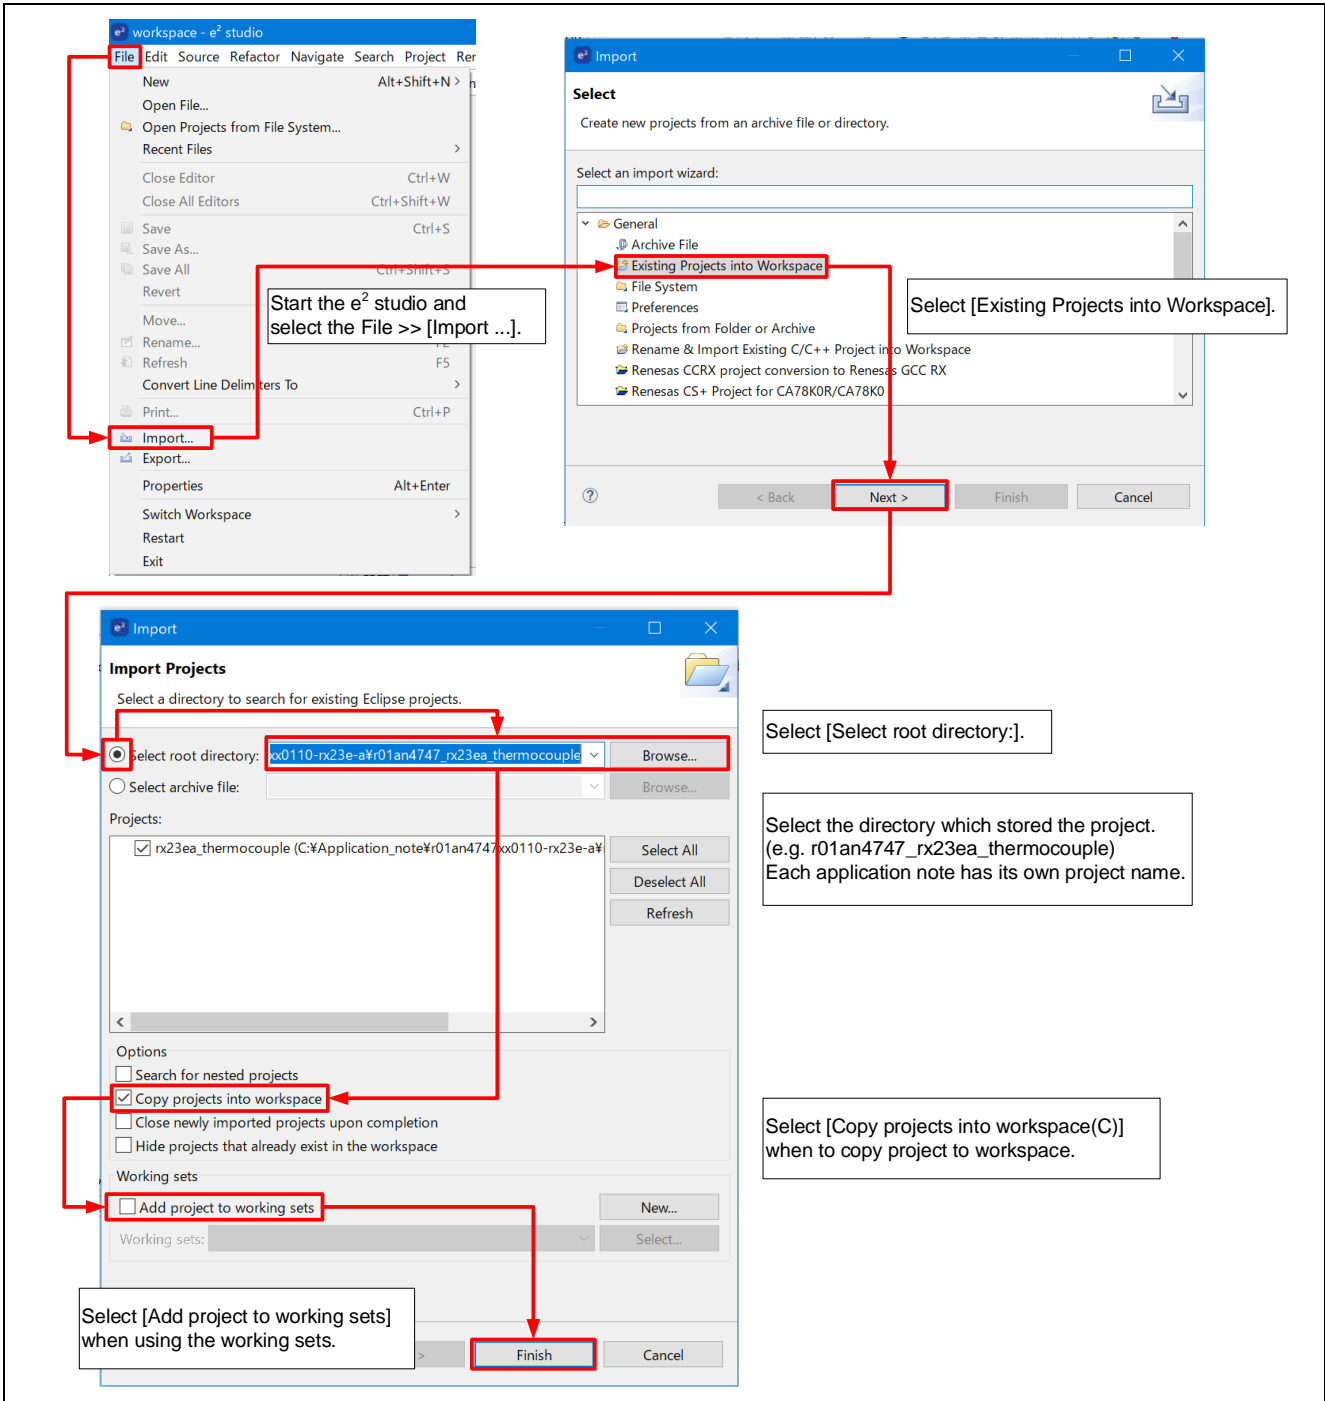 workspace - e² studio
File Edit Source Refactor Navigate Search Project Rer
New Alt+Shift+N >
Open File...
Open Projects from File System...
Recent Files >
Close Editor Ctrl+W
Close All Editors Ctrl+Shift+W
Save Ctrl+S
Save As...
Save All Ctrl+Shift+S
Revert
Move...
Rename... F2
Refresh F5
Convert Line Delimiters To >
Print... Ctrl+P
Import...
Export...
Properties Alt+Enter
Switch Workspace >
Restart
Exit
Start the e² studio and
select the File >> [Import ...].
Import
Select
Create new projects from an archive file or directory.
Select an import wizard:
General
Archive File
Existing Projects into Workspace
File System
Preferences
Projects from Folder or Archive
Rename & Import Existing C/C++ Project into Workspace
Renesas CCRX project conversion to Renesas GCC RX
Renesas CS+ Project for CA78K0R/CA78K0
Select [Existing Projects into Workspace].
< Back Next > Finish Cancel
Import
Import Projects
Select a directory to search for existing Eclipse projects.
Select root directory: xx0110-rx23e-a¥r01an4747_rx23ea_thermocouple Browse...
Select archive file: Browse...
Projects:
rx23ea_thermocouple (C:¥Application_note¥r01an4747xx0110-rx23e-a¥r
Select All
Deselect All
Refresh
Options
Search for nested projects
Copy projects into workspace
Close newly imported projects upon completion
Hide projects that already exist in the workspace
Working sets
Add project to working sets New...
Working sets: Select...
> Finish Cancel
Select [Select root directory:].
Select the directory which stored the project.
(e.g. r01an4747_rx23ea_thermocouple)
Each application note has its own project name.
Select [Copy projects into workspace(C)]
when to copy project to workspace.
Select [Add project to working sets]
when using the working sets.